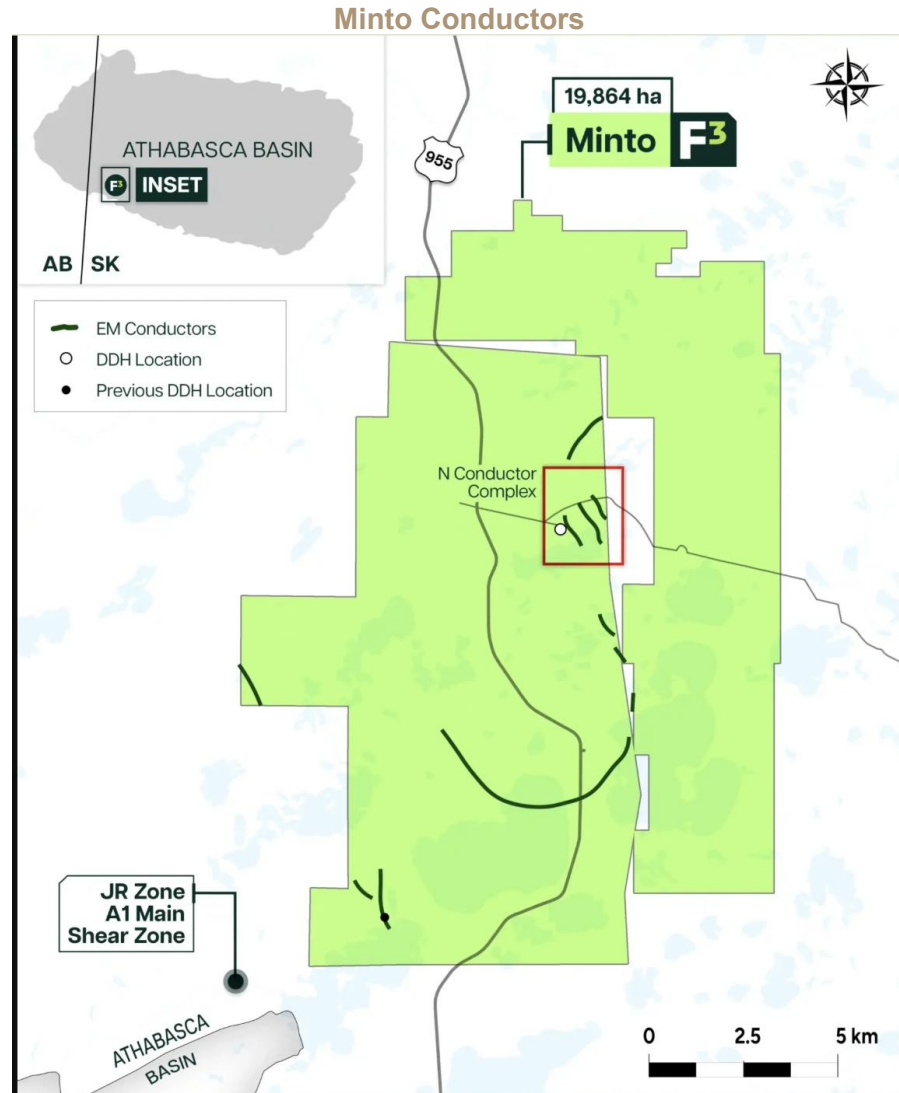 Minto Conductors
ATHABASCA BASIN
F3
INSET
AB
SK
955
19,864 ha
Minto
F3
EM Conductors
DDH Location
Previous DDH Location
N Conductor
Complex
JR Zone
A1 Main
Shear Zone
ATHABASCA
BASIN
0
2.5
5 km